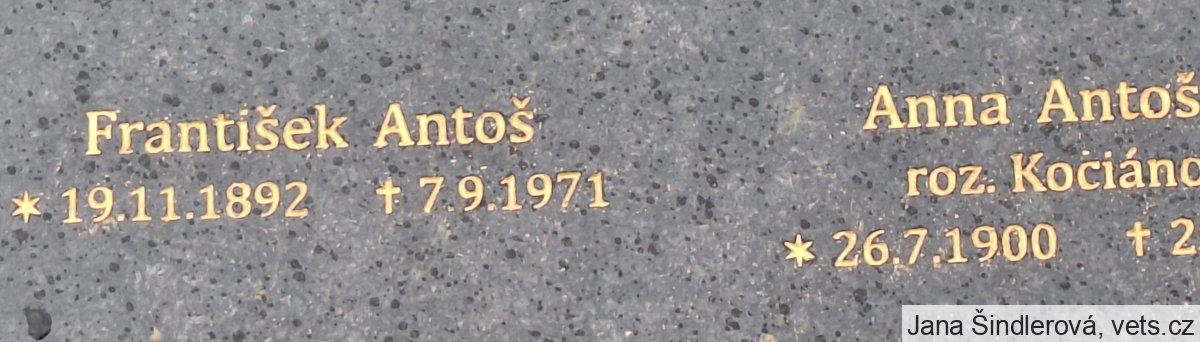 František Antoš
* 19.11.1892 † 7.9.1971
Anna Antoš
roz. Kociáno
* 26.7.1900 † 2
Jana Šindlerová, vets.cz